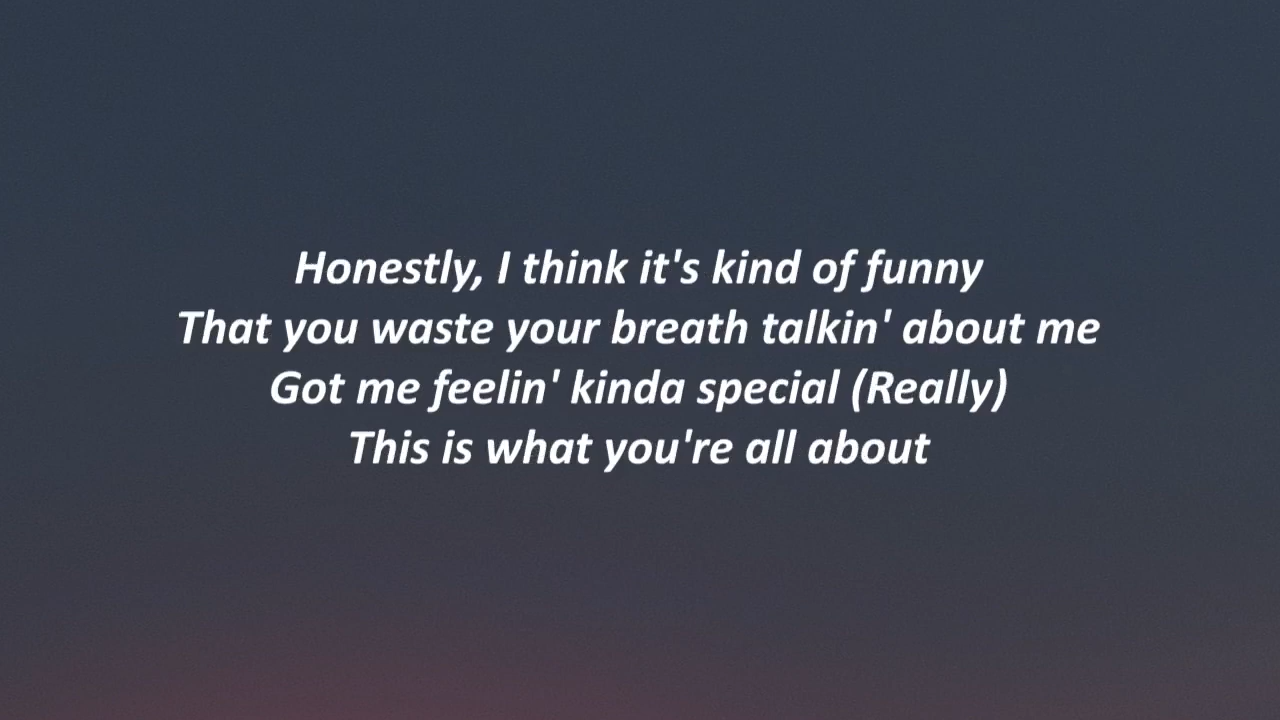 Honestly, I think it's kind of funny
That you waste your breath talkin' about me
Got me feelin' kinda special (Really)
This is what you're all about